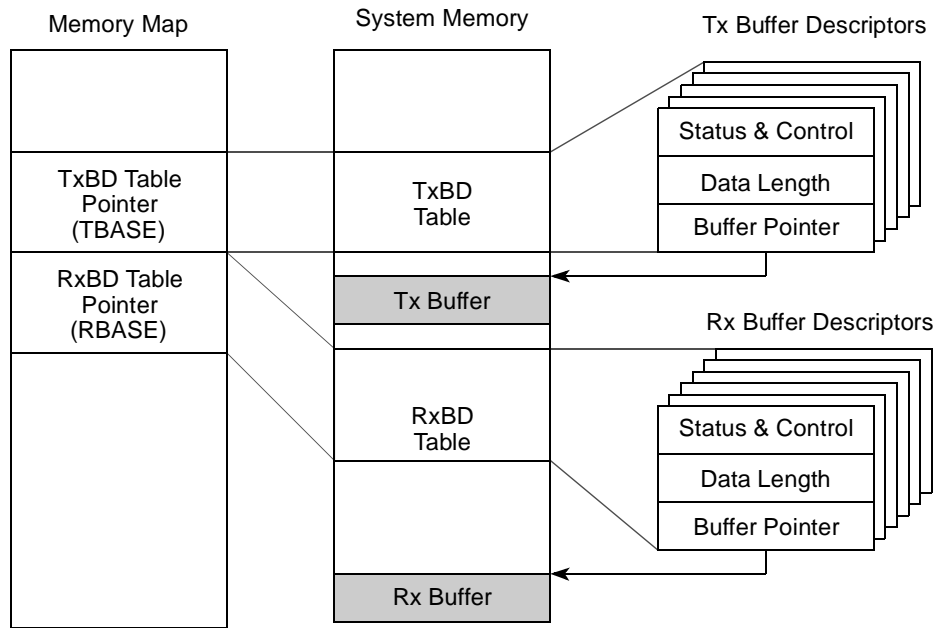 Memory Map
System Memory
Tx Buffer Descriptors
TxBD Table
Pointer
(TBASE)
RxBD Table
Pointer
(RBASE)
TxBD
Table
Tx Buffer
RxBD
Table
Rx Buffer
Status & Control
Data Length
Buffer Pointer
Rx Buffer Descriptors
Status & Control
Data Length
Buffer Pointer